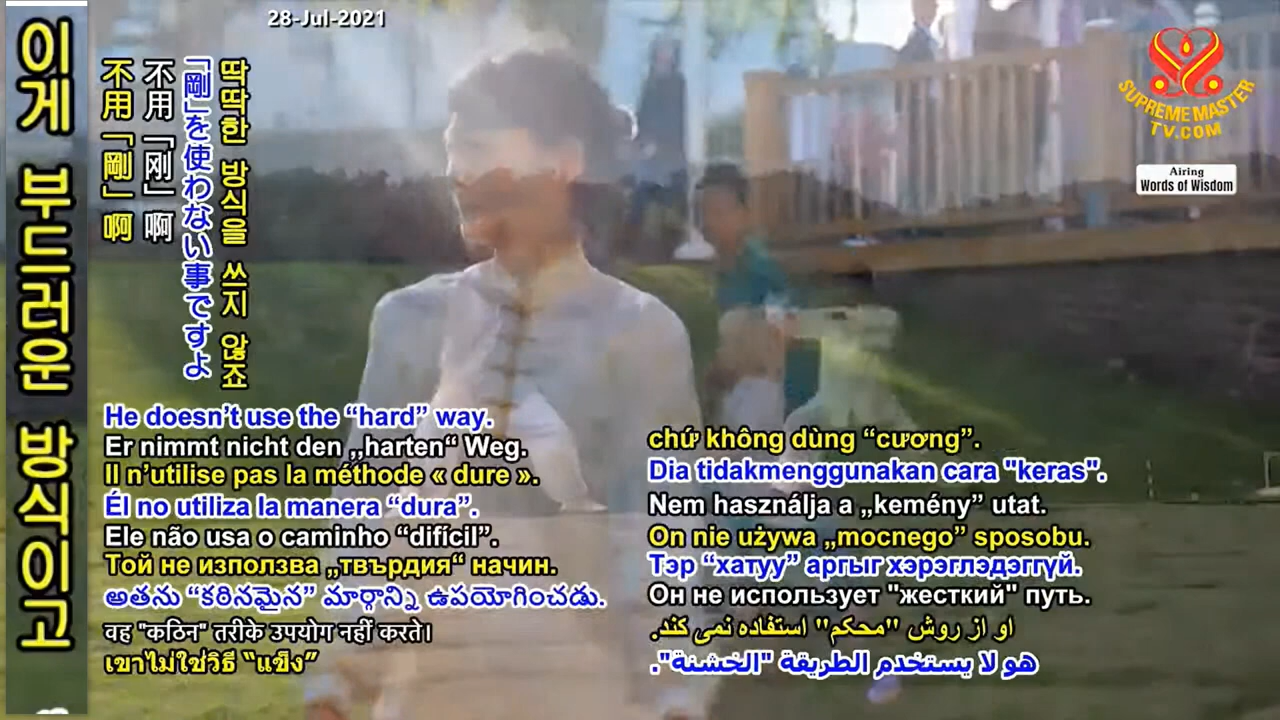 28-Jul-2021
SUPREME MASTER
TV.COM
Airing
Words of Wisdom
이게 부드러운 방식이고
不用「剛」啊
不用「刚」啊
「剛」を使わない事ですよ
딱딱한 방식을 쓰지 않죠
He doesn’t use the “hard” way.
Er nimmt nicht den „harten“ Weg.
Il n’utilise pas la méthode « dure ».
Él no utiliza la manera “dura”.
Ele não usa o caminho “difícil”.
Той не използва „твърдия“ начин.
అతను “కఠినమైన” మార్గాన్ని ఉపయోగించడు.
वह "कठिन" तरीके उपयोग नहीं करते।
เขาไม่ใช่วิธี “แข็ง”
chứ không dùng “cương”.
Dia tidakmenggunakan cara "keras".
Nem használja a „kemény” utat.
On nie używa „mocnego” sposobu.
Тэр “хатуу” аргыг хэрэглэдэггүй.
Он не использует "жесткий" путь.
او از روش "محکم" استفاده نمی کند.
هو لا يستخدم الطريقة "الخشنة".